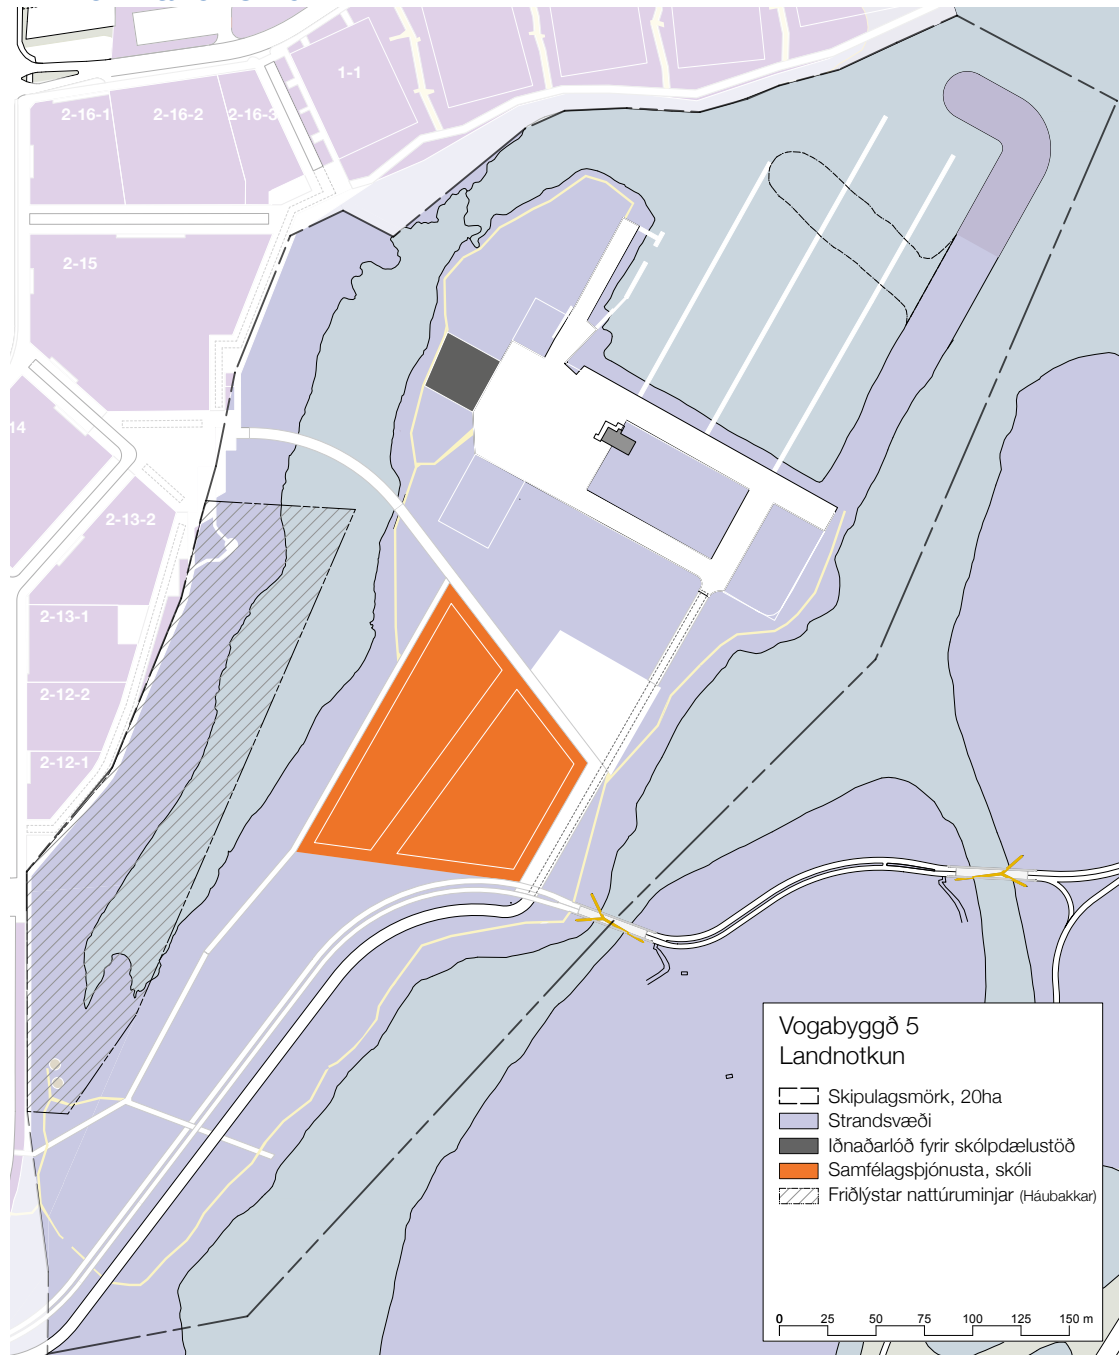 1-1
2-16-1
2-16-2
2-16-3
2-15
14
2-13-2
2-13-1
2-12-2
2-12-1
Vogabyggð 5
Landnotkun
Skipulagsmörk, 20ha
Strandsvæði
Iðnaðarlóð fyrir skólpdælustöð
Samfélagsþjónusta, skóli
Friðlýstar nattúruminjar (Háubakkar)
0 25 50 75 100 125 150 m